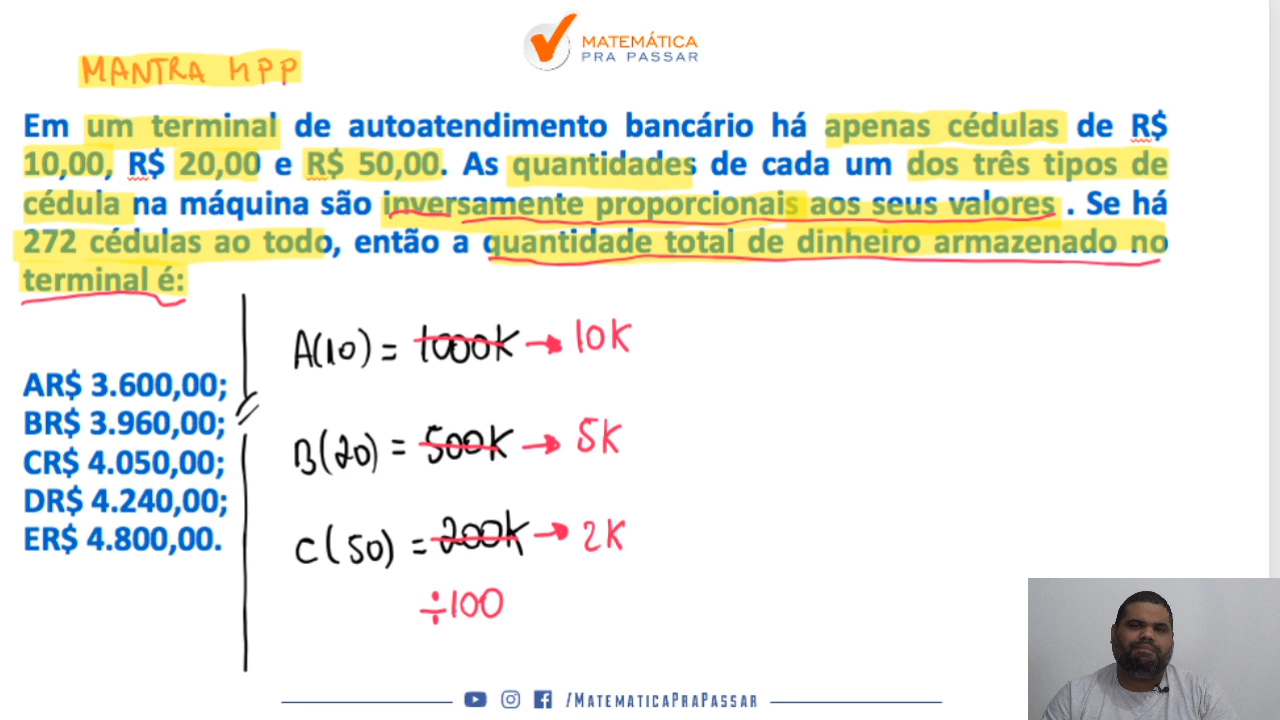 MATEMÁTICA
PRA PASSAR
MANTRA MPP
Em um terminal de autoatendimento bancário há apenas cédulas de R$
10,00, R$ 20,00 e R$ 50,00. As quantidades de cada um dos três tipos de
cédula na máquina são inversamente proporcionais aos seus valores . Se há
272 cédulas ao todo, então a quantidade total de dinheiro armazenado no
terminal é:
AR$ 3.600,00;
BR$ 3.960,00;
CR$ 4.050,00;
DR$ 4.240,00;
ER$ 4.800,00.
A(10) = 1000K → 10K
B(20) = 500K → 5K
C(50) = 200K → 2K
÷100
/MATEMATICAPRAPASSAR